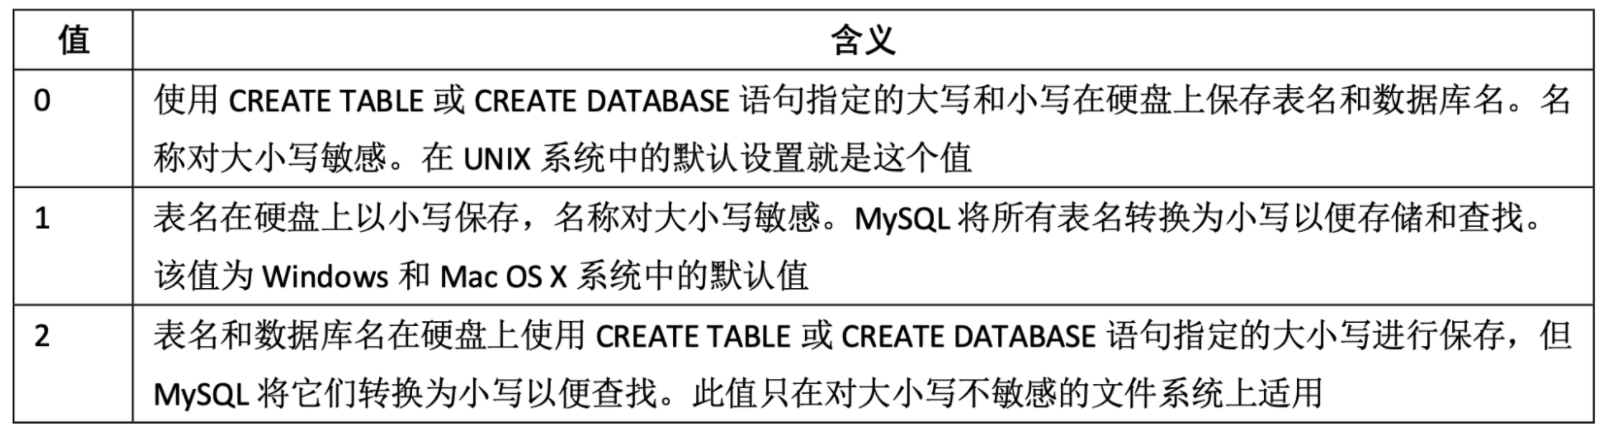 值 含义
0 使用 CREATE TABLE 或 CREATE DATABASE 语句指定的大写和小写在硬盘上保存表名和数据库名。名
称对大小写敏感。在 UNIX 系统中的默认设置就是这个值
1 表名在硬盘上以小写保存，名称对大小写敏感。MySQL 将所有表名转换为小写以便存储和查找。
该值为 Windows 和 Mac OS X 系统中的默认值
2 表名和数据库名在硬盘上使用 CREATE TABLE 或 CREATE DATABASE 语句指定的大小写进行保存，但
MySQL 将它们转换为小写以便查找。此值只在对大小写不敏感的文件系统上适用